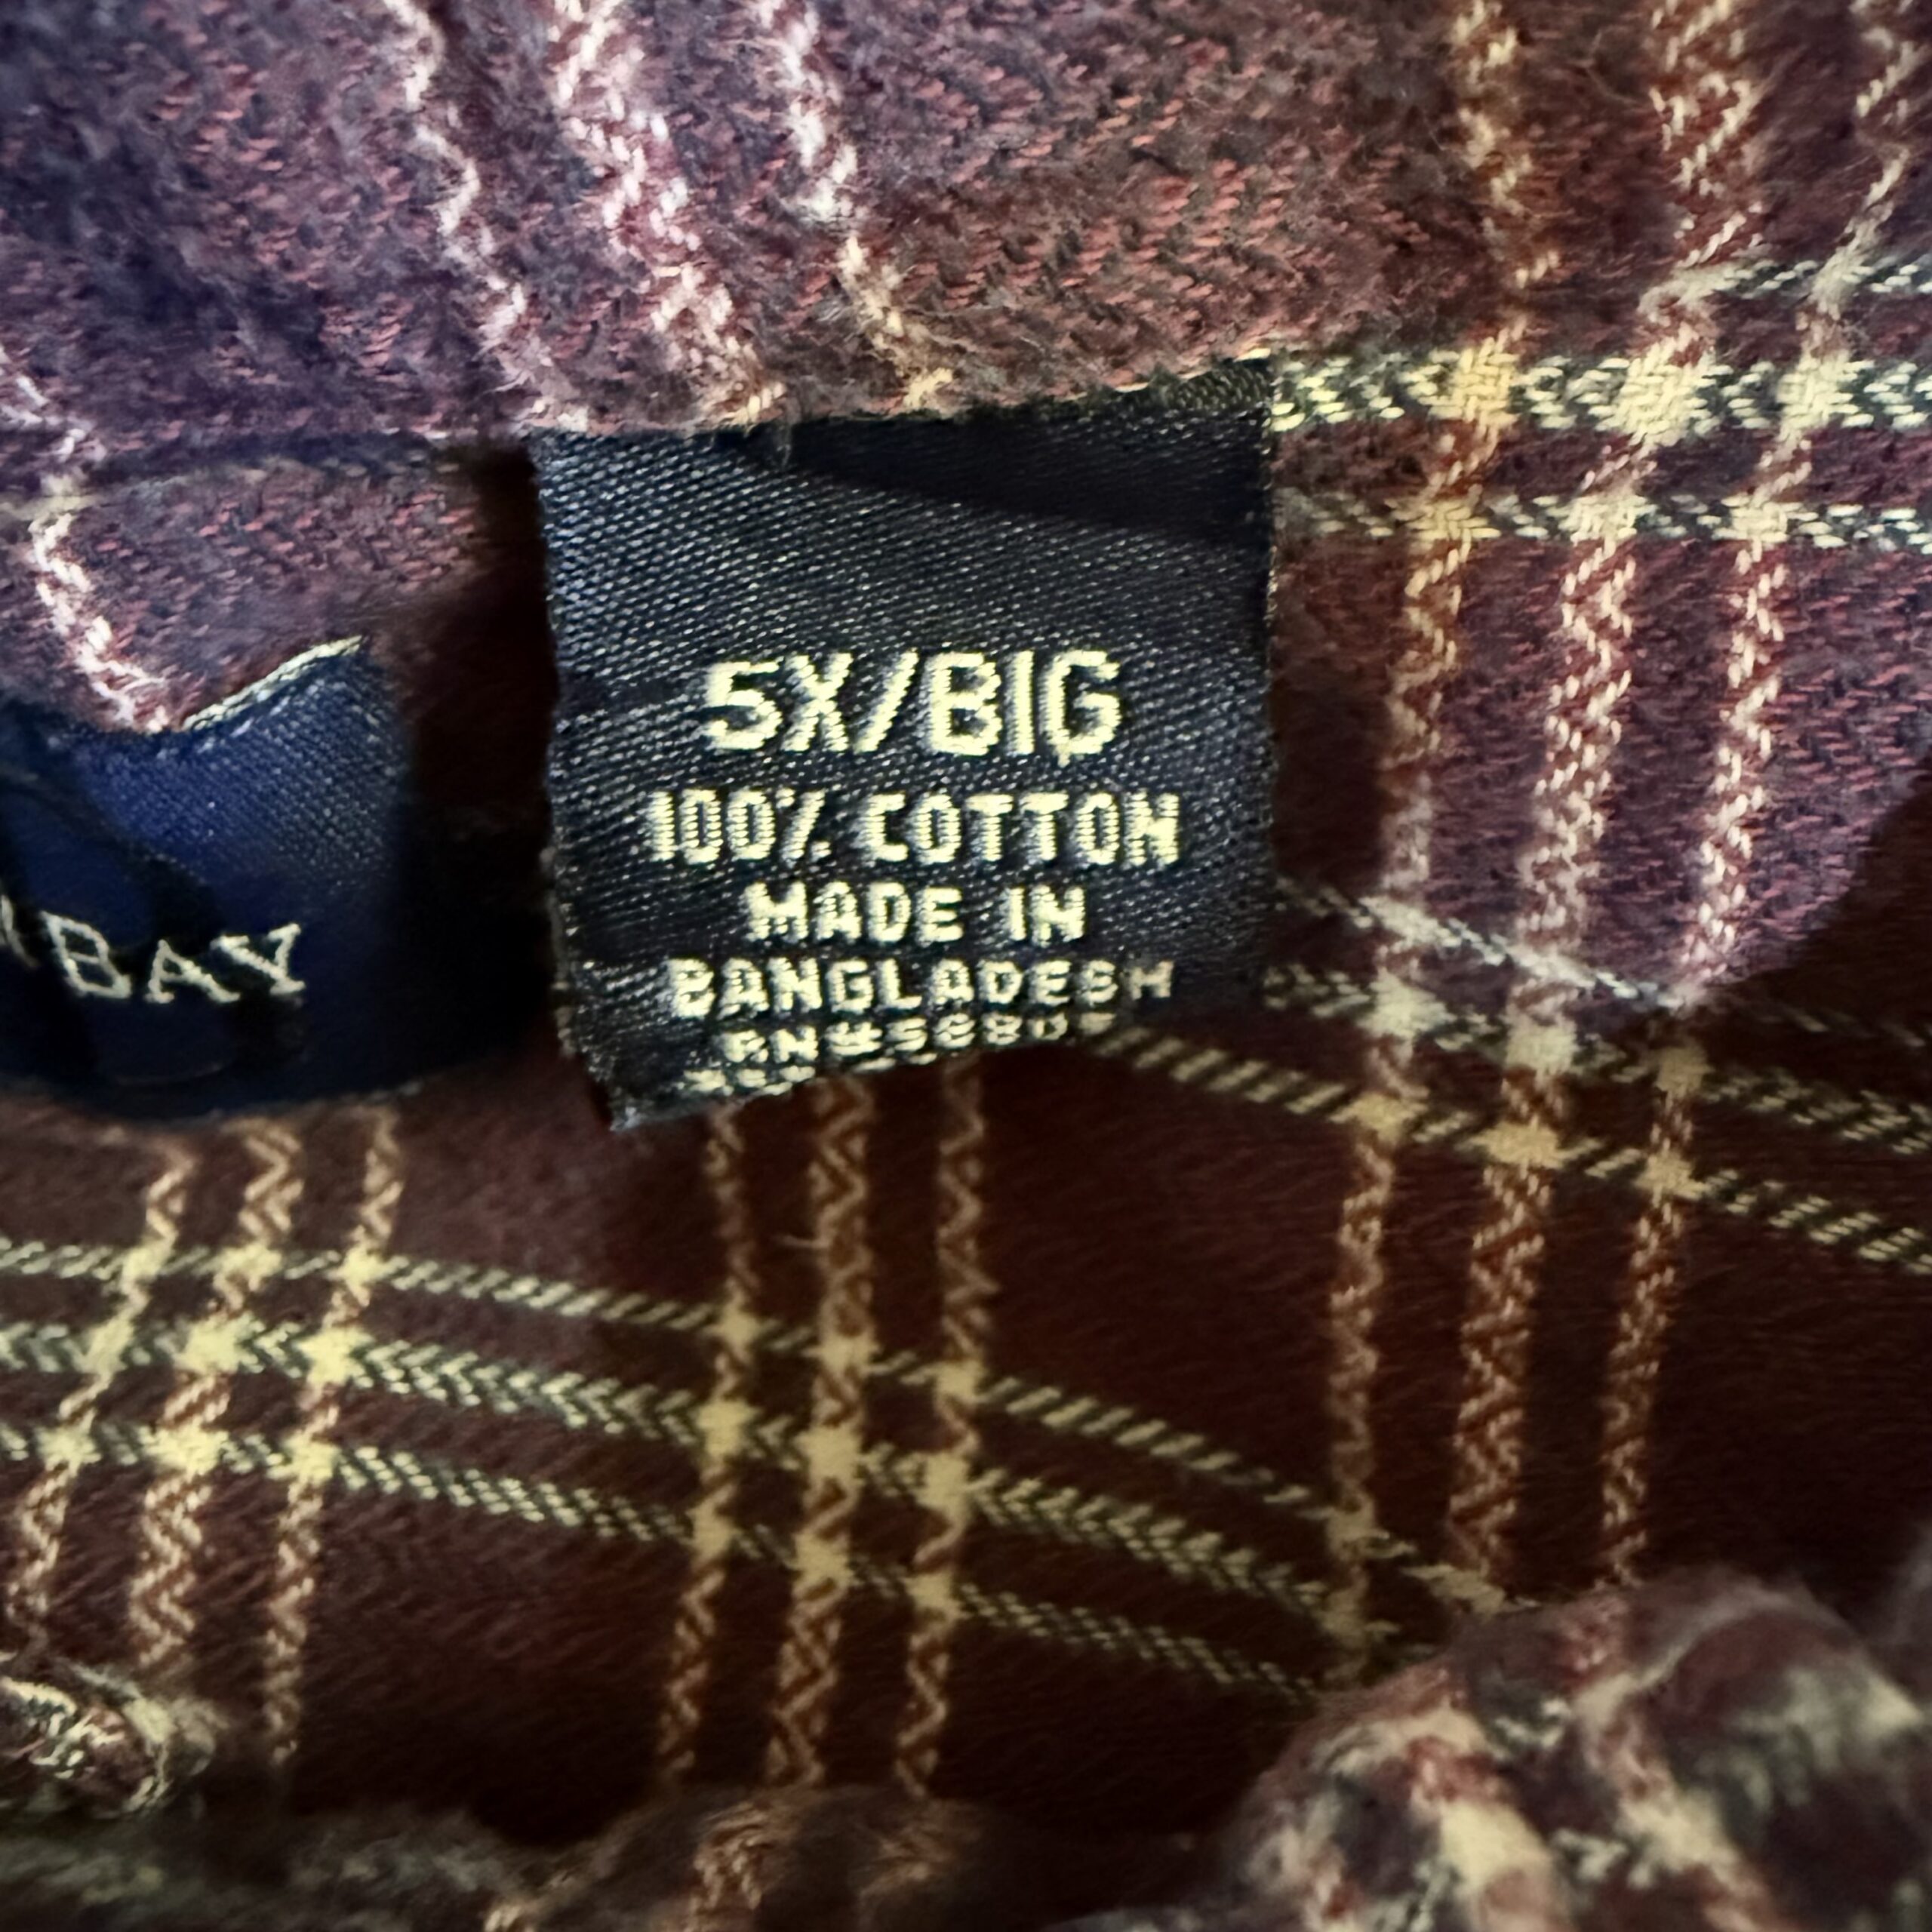 5X/BIG
100% COTTON
MADE IN
BANGLADESH
BAY